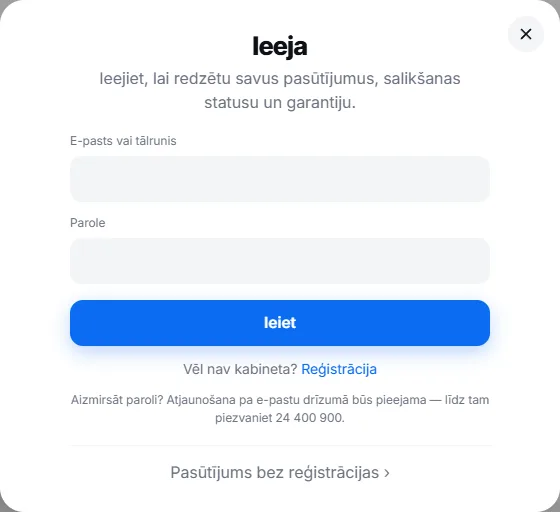 Ieeja
Ieejiet, lai redzētu savus pasūtījumus, salikšanas
statusu un garantiju.
E-pasts vai tālrunis
Parole
Ieiet
Vēl nav kabineta? Reģistrācija
Aizmirsāt paroli? Atjaunošana pa e-pastu drīzumā būs pieejama — līdz tam
piezvaniet 24 400 900.
Pasūtījums bez reģistrācijas ›